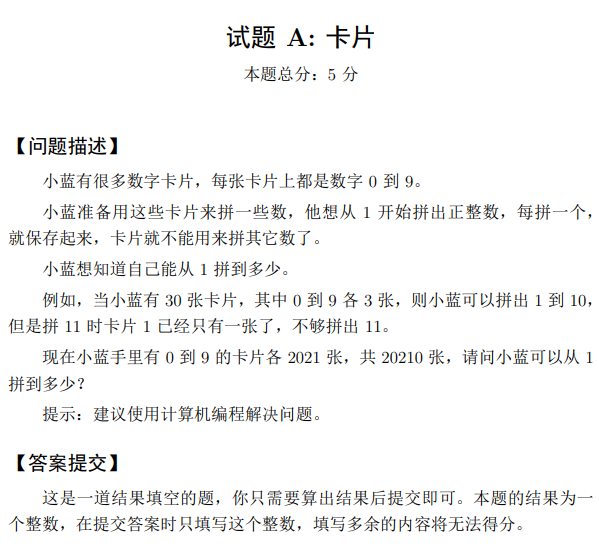 试题 A: 卡片
本题总分：5 分
【问题描述】
小蓝有很多数字卡片，每张卡片上都是数字 0 到 9。
小蓝准备用这些卡片来拼一些数，他想从 1 开始拼出正整数，每拼一个，
就保存起来，卡片就不能用来拼其它数了。
小蓝想知道自己能从 1 拼到多少。
例如，当小蓝有 30 张卡片，其中 0 到 9 各 3 张，则小蓝可以拼出 1 到 10，
但是拼 11 时卡片 1 已经只有一张了，不够拼出 11。
现在小蓝手里有 0 到 9 的卡片各 2021 张，共 20210 张，请问小蓝可以从 1
拼到多少？
提示：建议使用计算机编程解决问题。
【答案提交】
这是一道结果填空的题，你只需要算出结果后提交即可。本题的结果为一
个整数，在提交答案时只填写这个整数，填写多余的内容将无法得分。